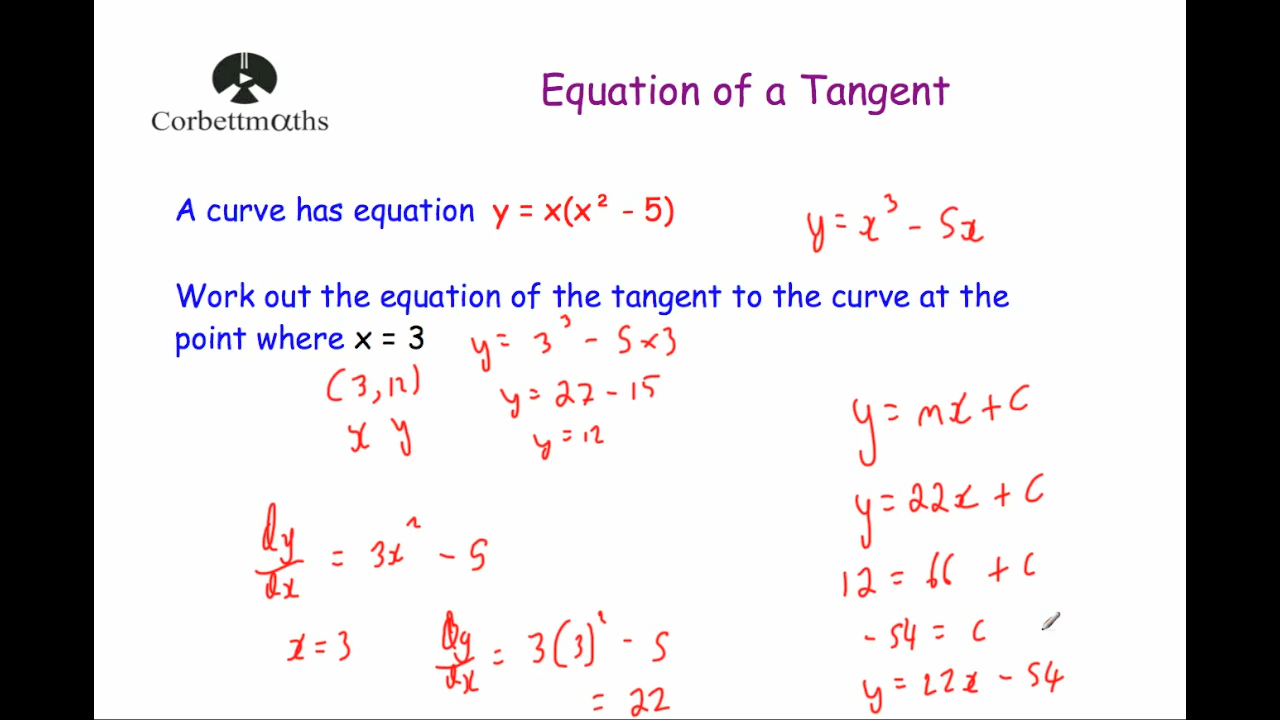 Equation of a Tangent
Corbettmαths
A curve has equation y = x(x² - 5)
y = x³ - 5x
Work out the equation of the tangent to the curve at the
point where x = 3
y = 3³ - 5×3
(3,12)
x y
y = 27 - 15
y = 12
dy/dx = 3x² - 5
x = 3
dy/dx = 3(3)² - 5
= 22
y = mx + c
y = 22x + c
12 = 66 + c
-54 = c
y = 22x - 54